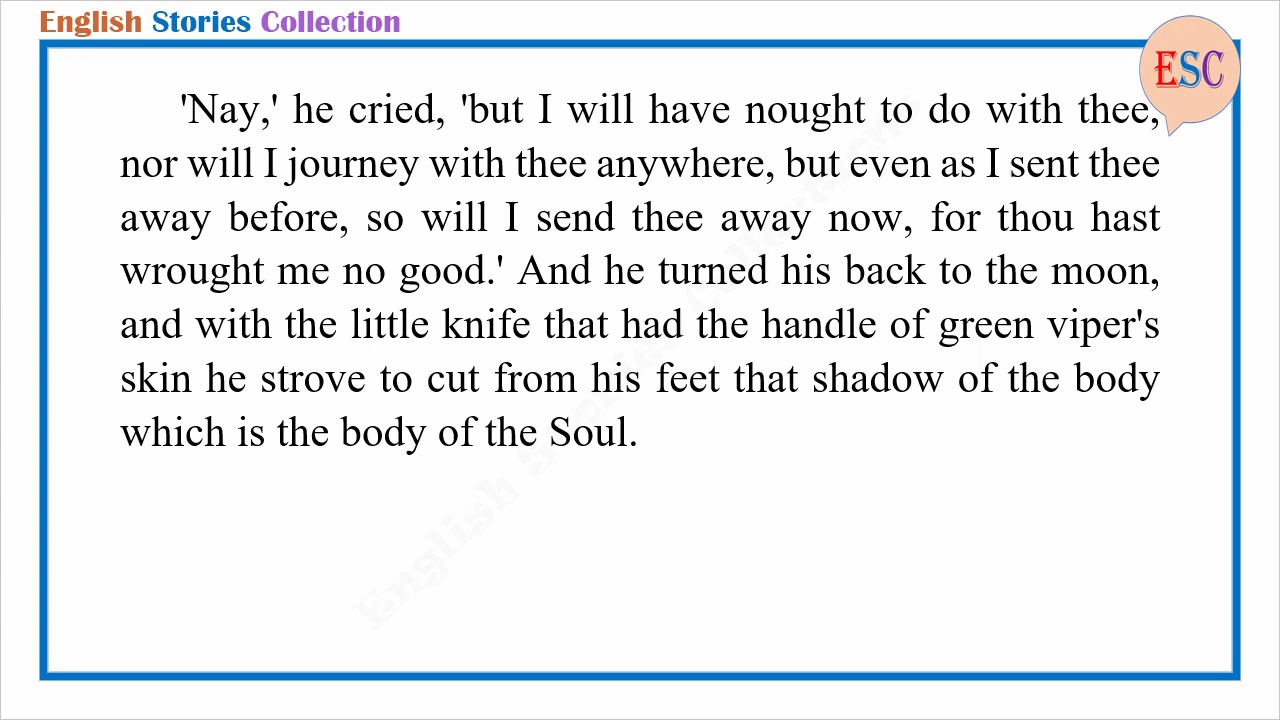 English Stories Collection
ESC
'Nay,' he cried, 'but I will have nought to do with thee,
nor will I journey with thee anywhere, but even as I sent thee
away before, so will I send thee away now, for thou hast
wrought me no good.' And he turned his back to the moon,
and with the little knife that had the handle of green viper's
skin he strove to cut from his feet that shadow of the body
which is the body of the Soul.
English Stories Collection